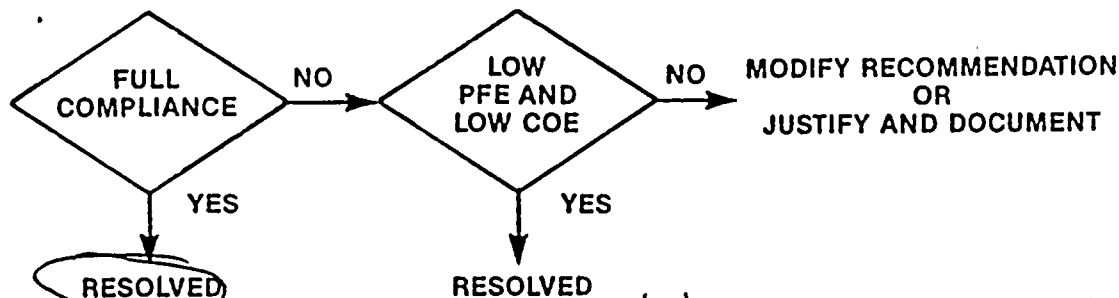 FULL
COMPLIANCE
NO
LOW
PFE AND
LOW COE
NO
MODIFY RECOMMENDATION
OR
JUSTIFY AND DOCUMENT
YES
YES
RESOLVED
RESOLVED